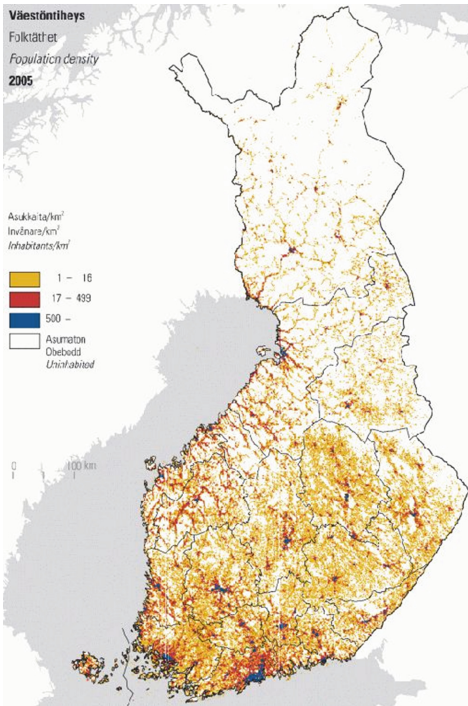 Väestöntiheys
Folktäthet
Population density
2005
Asukkaita/km²
Invånare/km²
Inhabitants/km²
1 – 16
17 – 499
500 –
Asumaton
Obebodd
Uninhabited
0 100 km